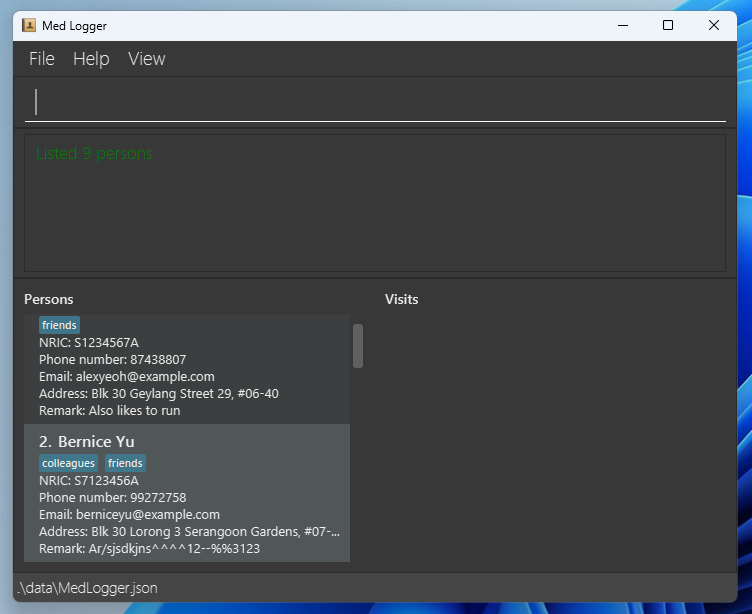 Med Logger
File Help View
Listed 9 persons
Persons
Visits
friends
NRIC: S1234567A
Phone number: 87438807
Email: alexyeoh@example.com
Address: Blk 30 Geylang Street 29, #06-40
Remark: Also likes to run
2. Bernice Yu
colleagues friends
NRIC: S7123456A
Phone number: 99272758
Email: berniceyu@example.com
Address: Blk 30 Lorong 3 Serangoon Gardens, #07-...
Remark: Ar/sjsdkjns^^^^12--%%3123
.\data\MedLogger.json